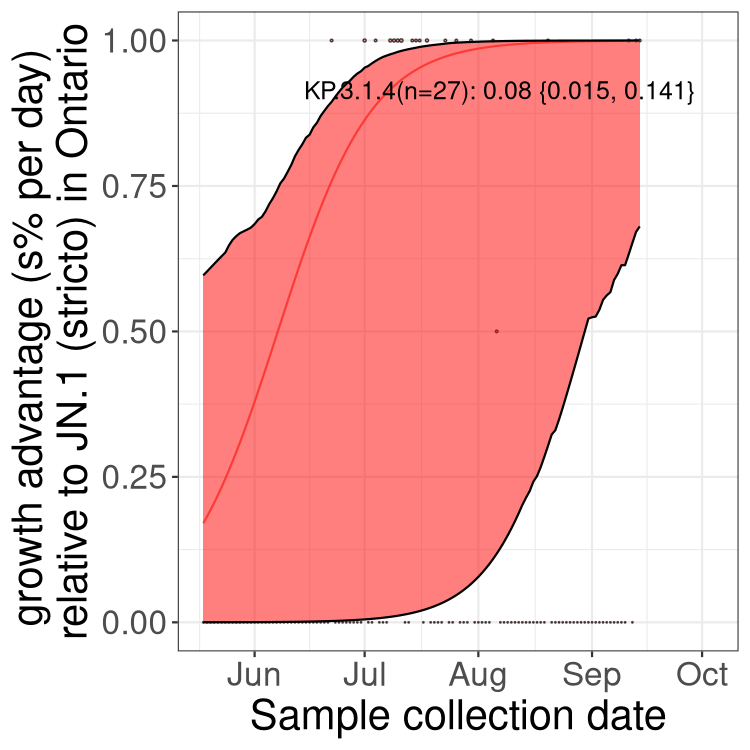 growth advantage (s% per day)
relative to JN.1 (stricto) in Ontario
1.00
0.75
0.50
0.25
0.00
KP.3.1.4(n=27): 0.08 {0.015, 0.141}
Jun Jul Aug Sep Oct
Sample collection date